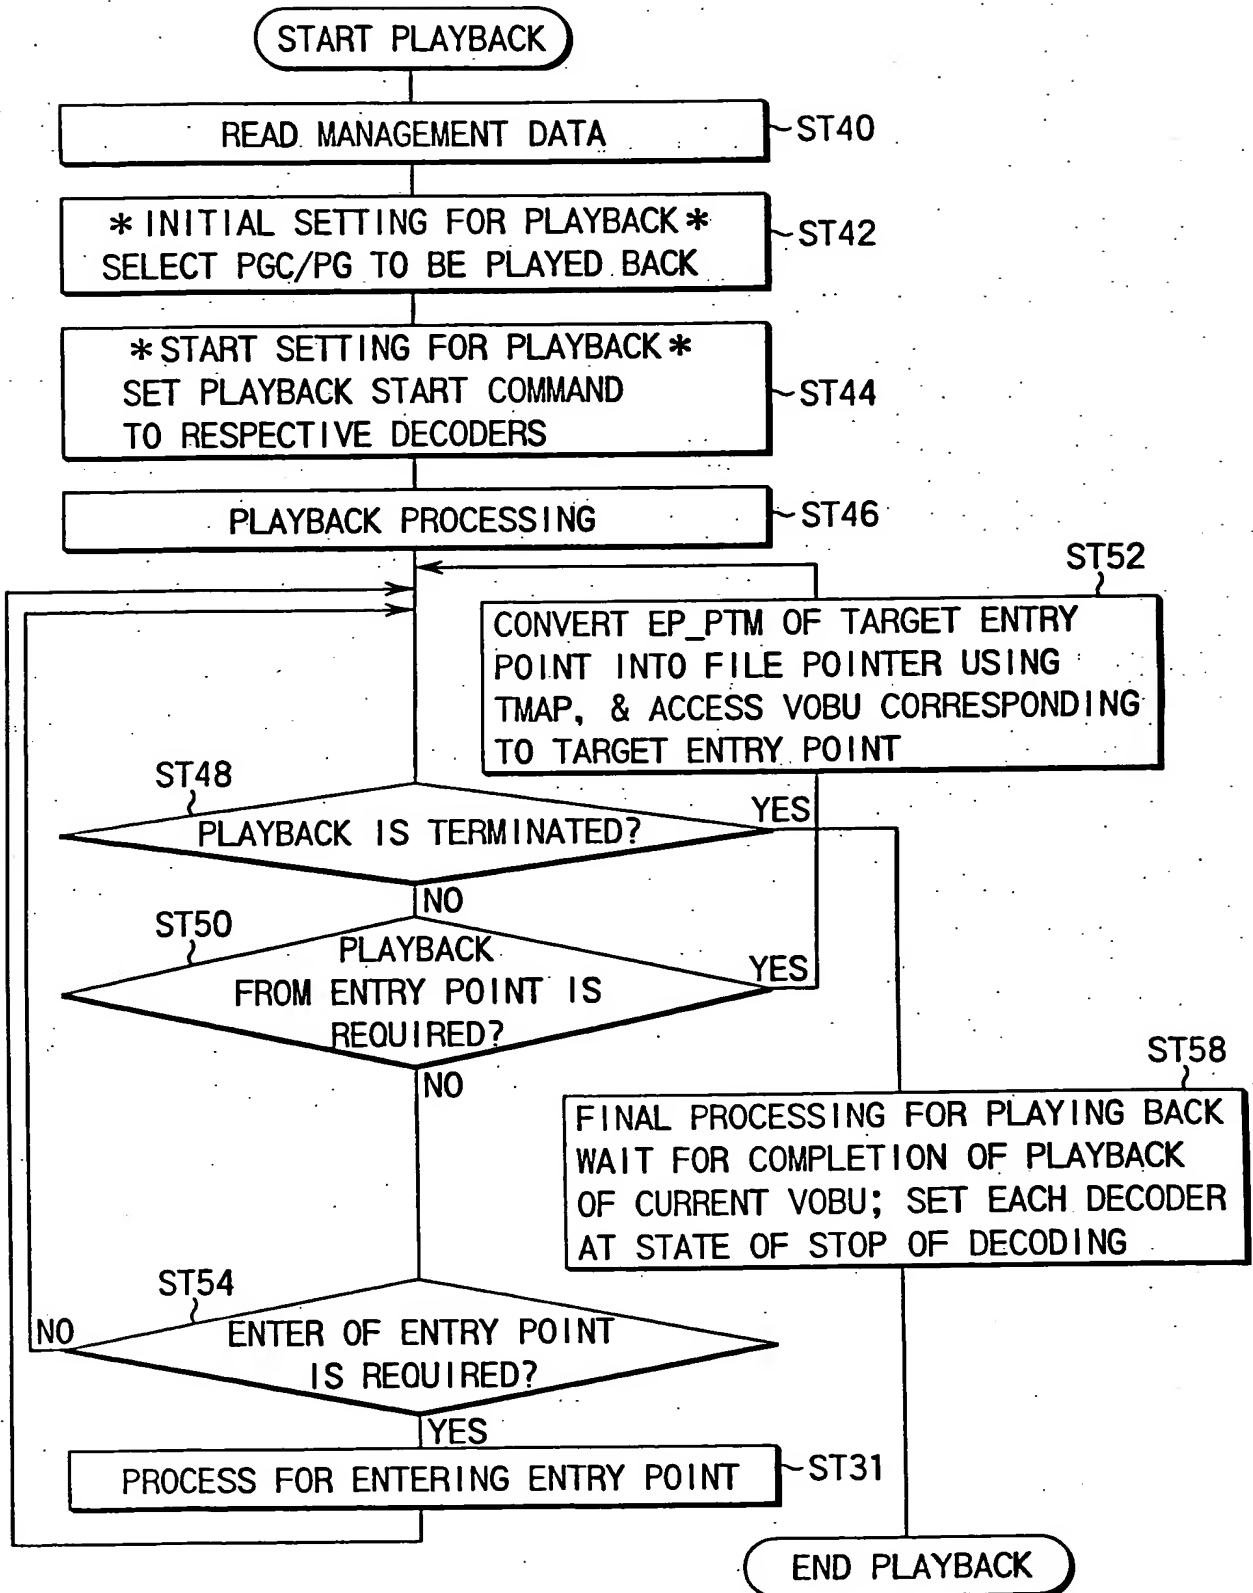 START PLAYBACK
READ MANAGEMENT DATA
ST40
* INITIAL SETTING FOR PLAYBACK *
SELECT PGC/PG TO BE PLAYED BACK
ST42
* START SETTING FOR PLAYBACK *
SET PLAYBACK START COMMAND
TO RESPECTIVE DECODERS
ST44
PLAYBACK PROCESSING
ST46
ST52
CONVERT EP_PTM OF TARGET ENTRY
POINT INTO FILE POINTER USING
TMAP, & ACCESS VOBU CORRESPONDING
TO TARGET ENTRY POINT
ST48
PLAYBACK IS TERMINATED?
YES
NO
ST50
PLAYBACK
FROM ENTRY POINT IS
REQUIRED?
YES
NO
ST58
FINAL PROCESSING FOR PLAYING BACK
WAIT FOR COMPLETION OF PLAYBACK
OF CURRENT VOBU; SET EACH DECODER
AT STATE OF STOP OF DECODING
ST54
NO
ENTER OF ENTRY POINT
IS REQUIRED?
YES
PROCESS FOR ENTERING ENTRY POINT
ST31
END PLAYBACK